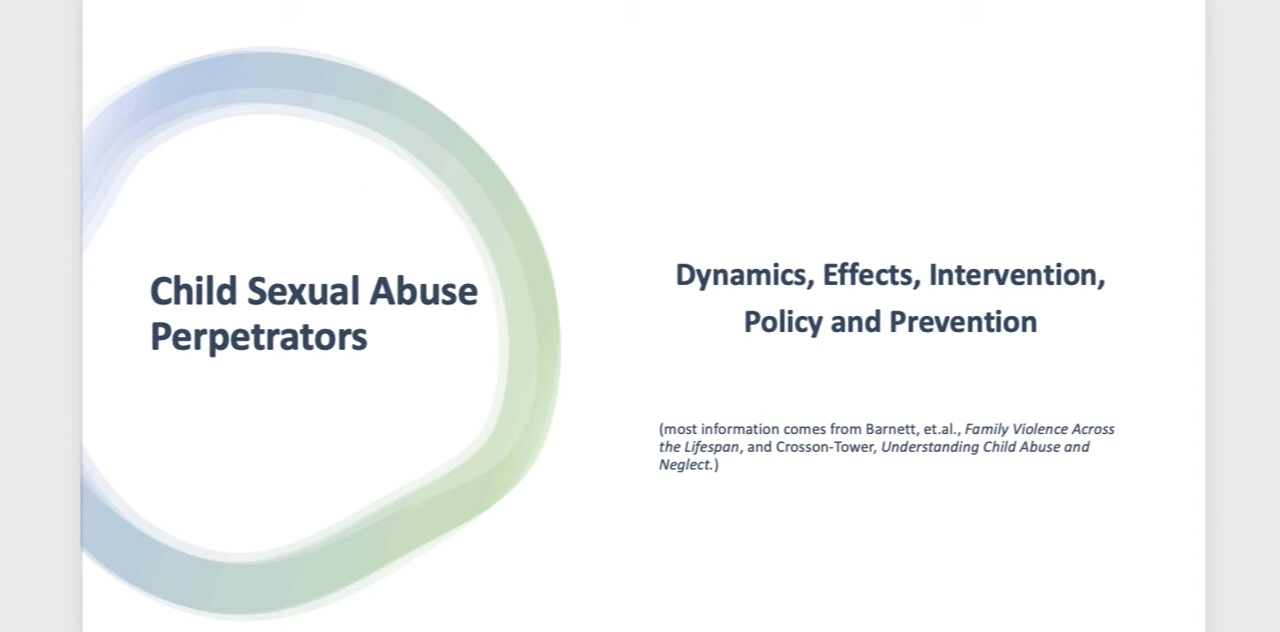 Child Sexual Abuse
Perpetrators
Dynamics, Effects, Intervention,
Policy and Prevention
(most information comes from Barnett, et.al., Family Violence Across
the Lifespan, and Crosson-Tower, Understanding Child Abuse and
Neglect.)